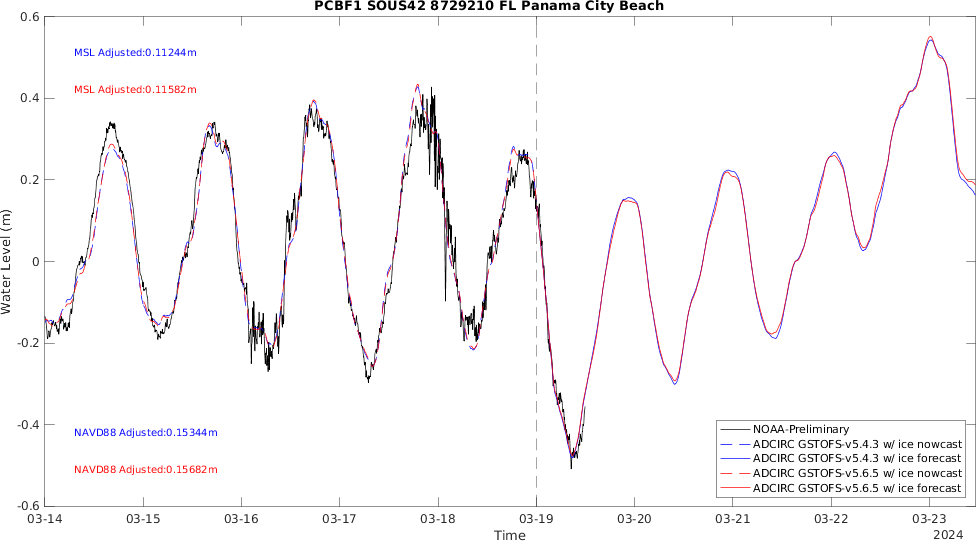 PCBF1 SOUS42 8729210 FL Panama City Beach
0.6
0.4
0.2
0
-0.2
-0.4
-0.6
Water Level (m)
MSL Adjusted:0.11244m
MSL Adjusted:0.11582m
NAVD88 Adjusted:0.15344m
NAVD88 Adjusted:0.15682m
NOAA-Preliminary
ADCIRC GSTOFS-v5.4.3 w/ ice nowcast
ADCIRC GSTOFS-v5.4.3 w/ ice forecast
ADCIRC GSTOFS-v5.6.5 w/ ice nowcast
ADCIRC GSTOFS-v5.6.5 w/ ice forecast
03-14 03-15 03-16 03-17 03-18 03-19 03-20 03-21 03-22 03-23
Time
2024